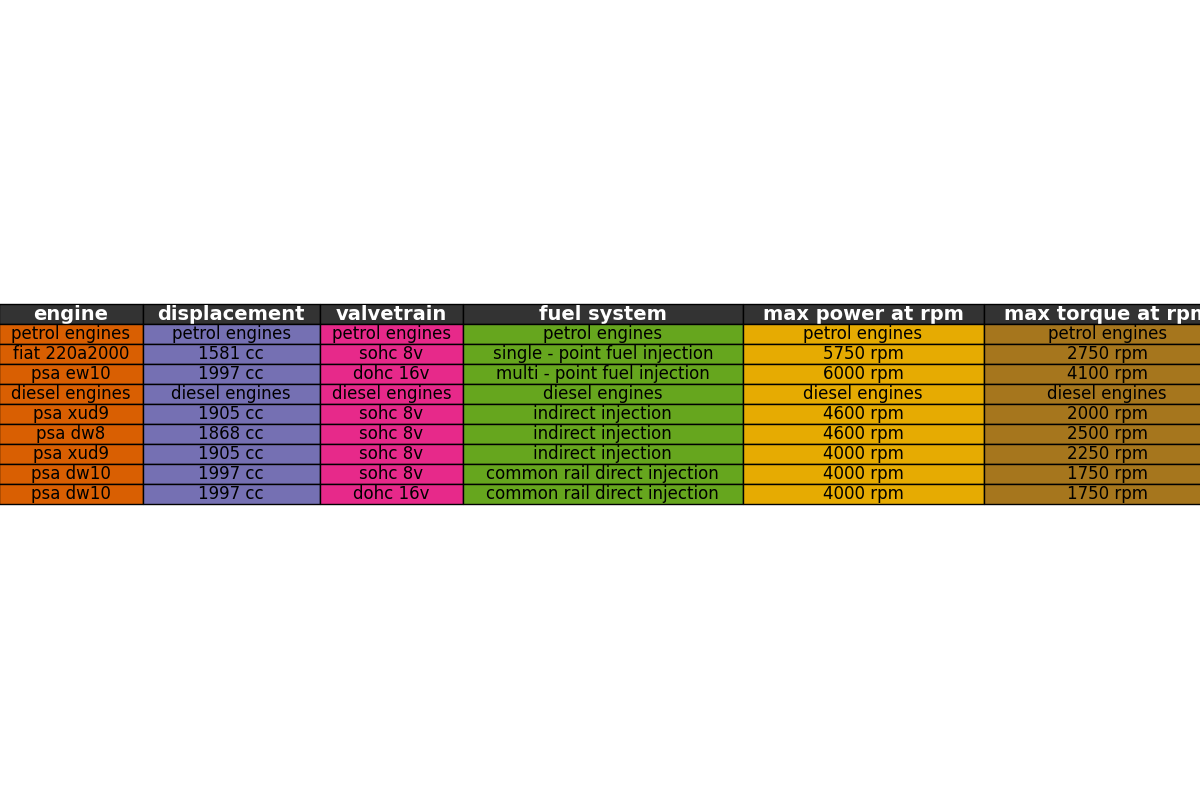 engine displacement valvetrain fuel system max power at rpm max torque at rpm
petrol engines petrol engines petrol engines petrol engines petrol engines petrol engines
fiat 220a2000 1581 cc sohc 8v single - point fuel injection 5750 rpm 2750 rpm
psa ew10 1997 cc dohc 16v multi - point fuel injection 6000 rpm 4100 rpm
diesel engines diesel engines diesel engines diesel engines diesel engines diesel engines
psa xud9 1905 cc sohc 8v indirect injection 4600 rpm 2000 rpm
psa dw8 1868 cc sohc 8v indirect injection 4600 rpm 2500 rpm
psa xud9 1905 cc sohc 8v indirect injection 4000 rpm 2250 rpm
psa dw10 1997 cc sohc 8v common rail direct injection 4000 rpm 1750 rpm
psa dw10 1997 cc dohc 16v common rail direct injection 4000 rpm 1750 rpm